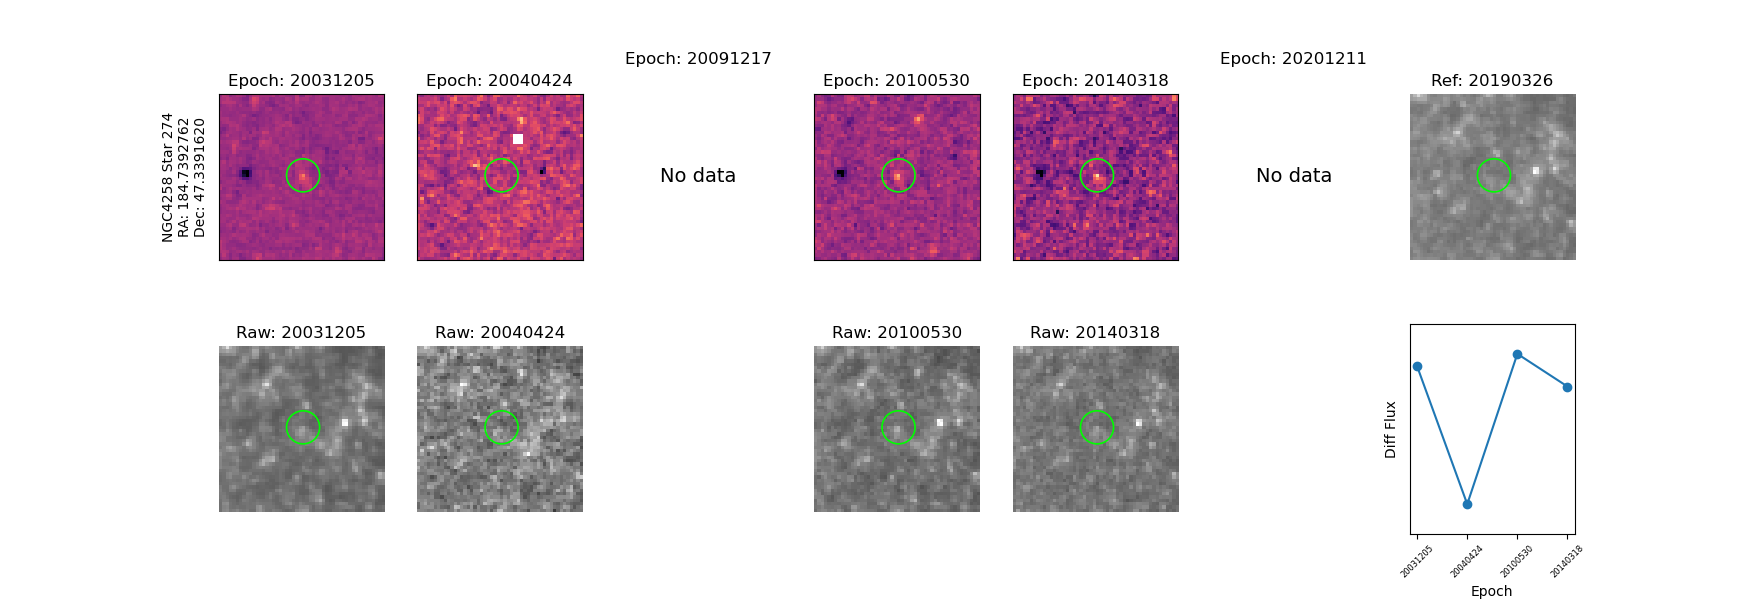 Epoch: 20091217
Epoch: 20201211
Epoch: 20031205
Epoch: 20040424
Epoch: 20100530
Epoch: 20140318
Ref: 20190326
NGC4258 Star 274
RA: 184.7392762
Dec: 47.3391620
No data
No data
Raw: 20031205
Raw: 20040424
Raw: 20100530
Raw: 20140318
Diff Flux
20031205
20040424
20100530
20140318
Epoch